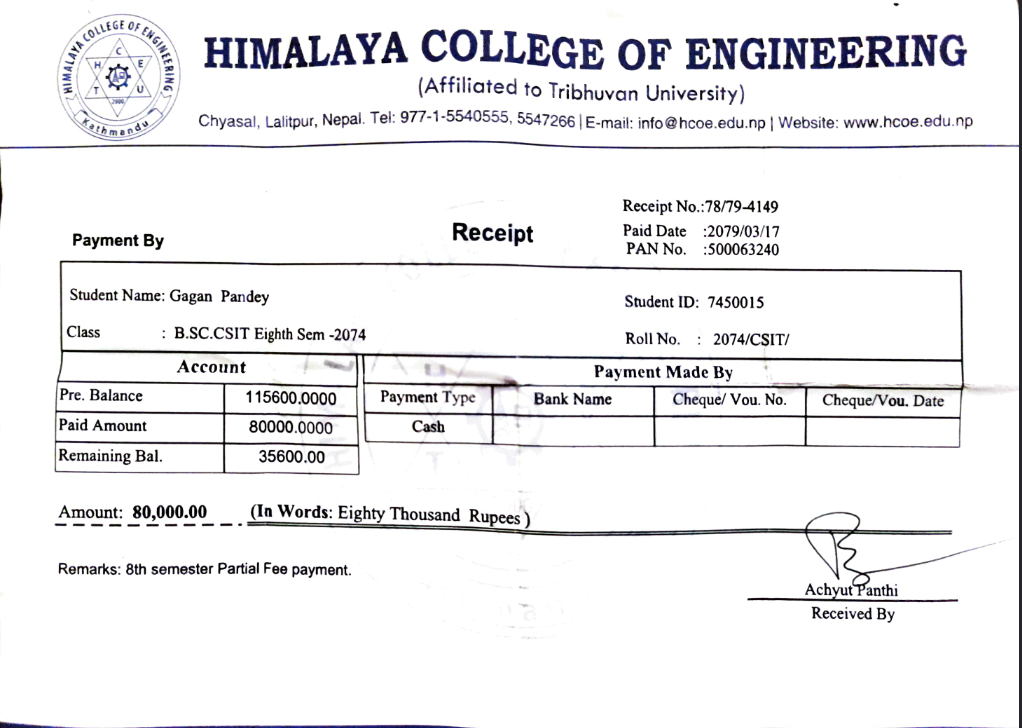 HIMALAYA COLLEGE OF ENGINEERING
C
H E
T U
2000
Kathmandu
HIMALAYA COLLEGE OF ENGINEERING
(Affiliated to Tribhuvan University)
Chyasal, Lalitpur, Nepal. Tel: 977-1-5540555, 5547266 | E-mail: info@hcoe.edu.np | Website: www.hcoe.edu.np
Receipt No.:78/79-4149
Payment By Receipt Paid Date :2079/03/17
PAN No. :500063240
Student Name: Gagan Pandey Student ID: 7450015
Class : B.SC.CSIT Eighth Sem -2074 Roll No. : 2074/CSIT/
Account Payment Made By
Pre. Balance 115600.0000 Payment Type Bank Name Cheque/ Vou. No. Cheque/Vou. Date
Paid Amount 80000.0000 Cash
Remaining Bal. 35600.00
Amount: 80,000.00 (In Words: Eighty Thousand Rupees )
Remarks: 8th semester Partial Fee payment.
Achyut Panthi
Received By